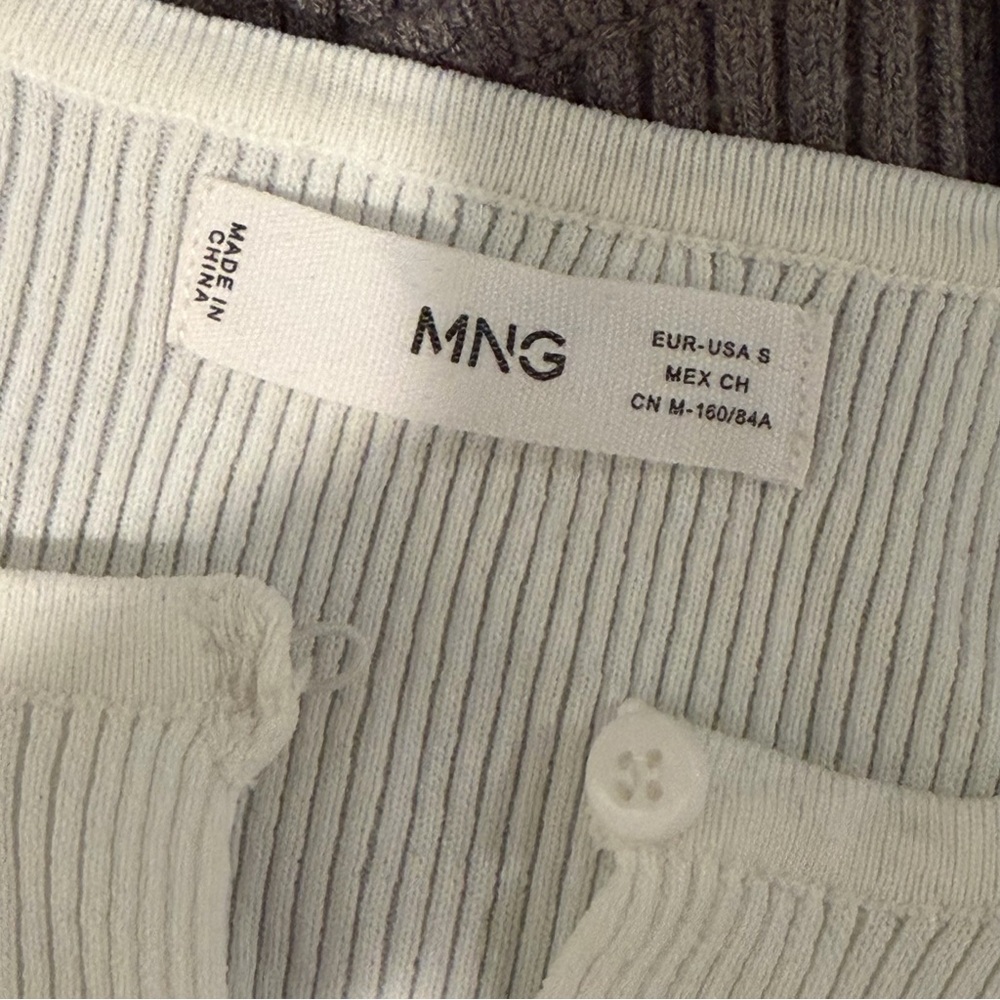 MADE IN
CHINA
MNG
EUR-USA S
MEX CH
CN M-160/84A